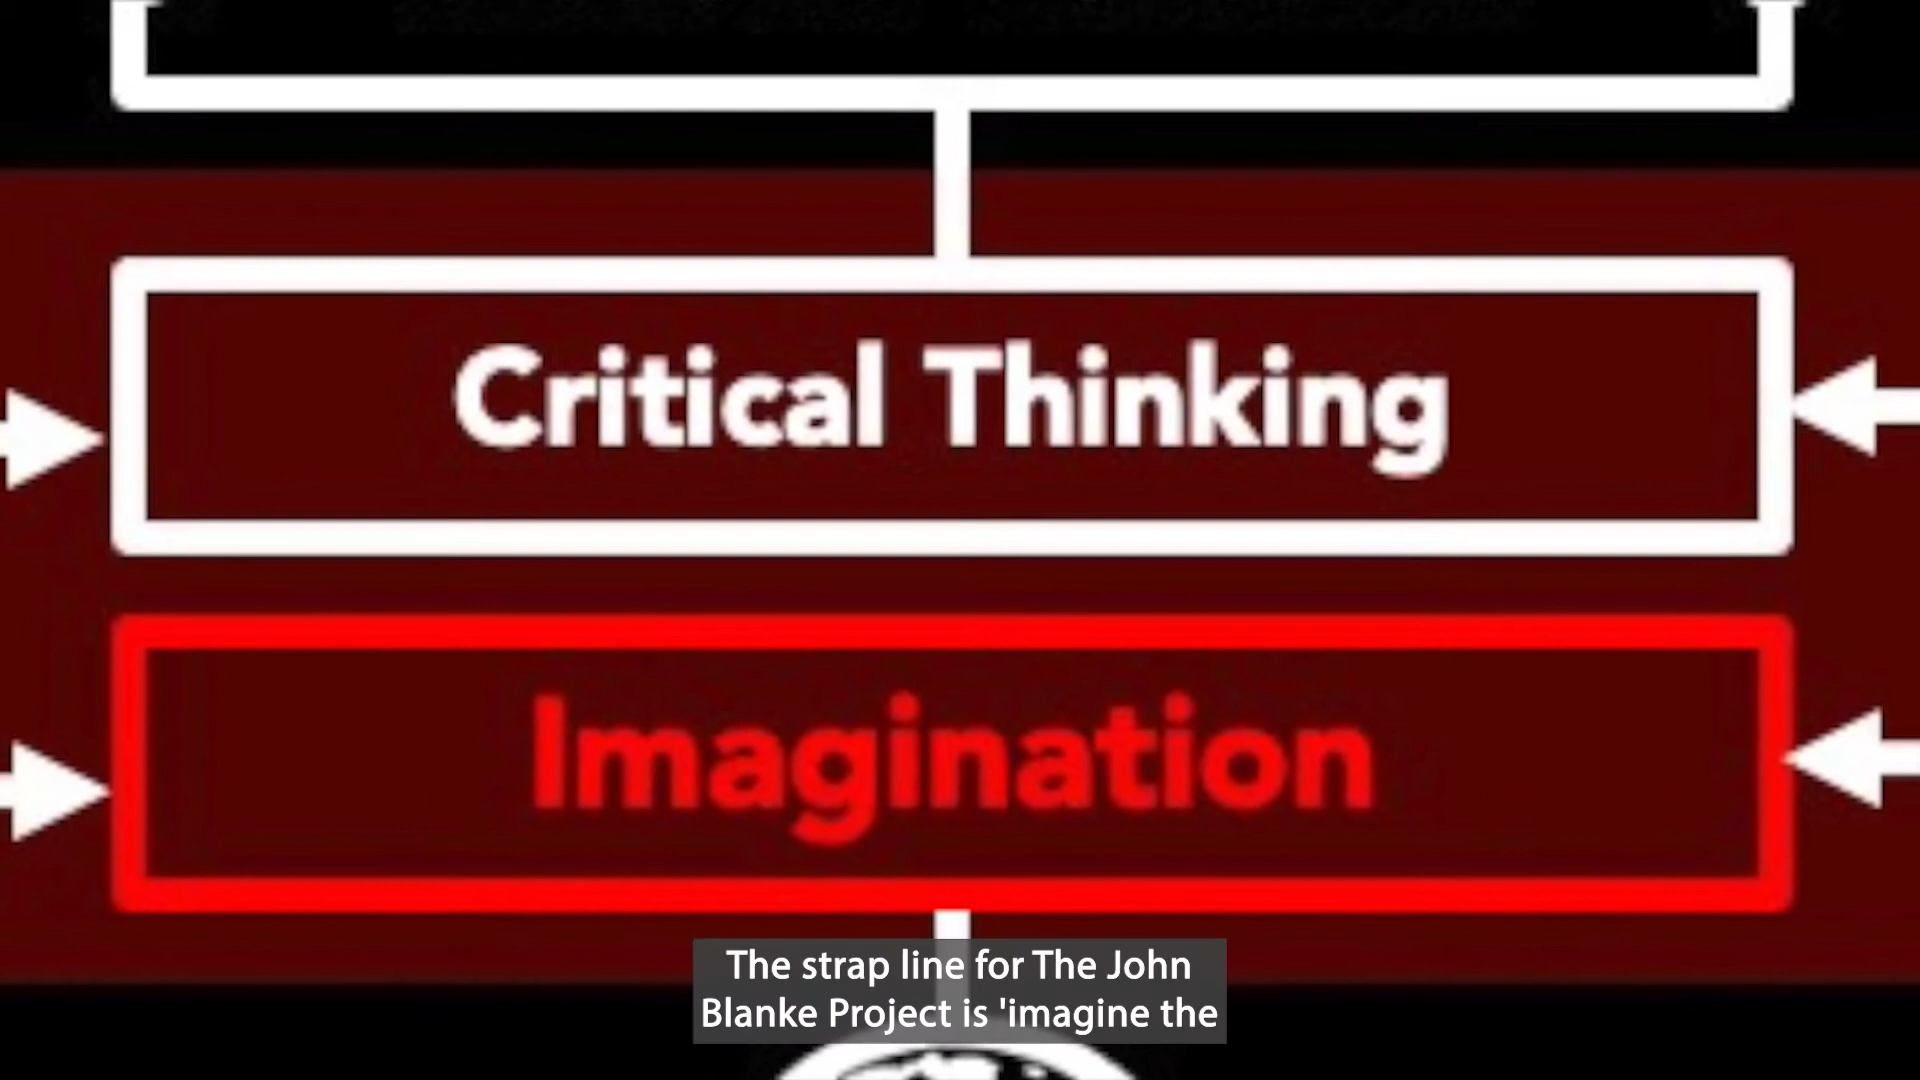 Critical Thinking
Imagination
The strap line for The John
Blanke Project is 'imagine the